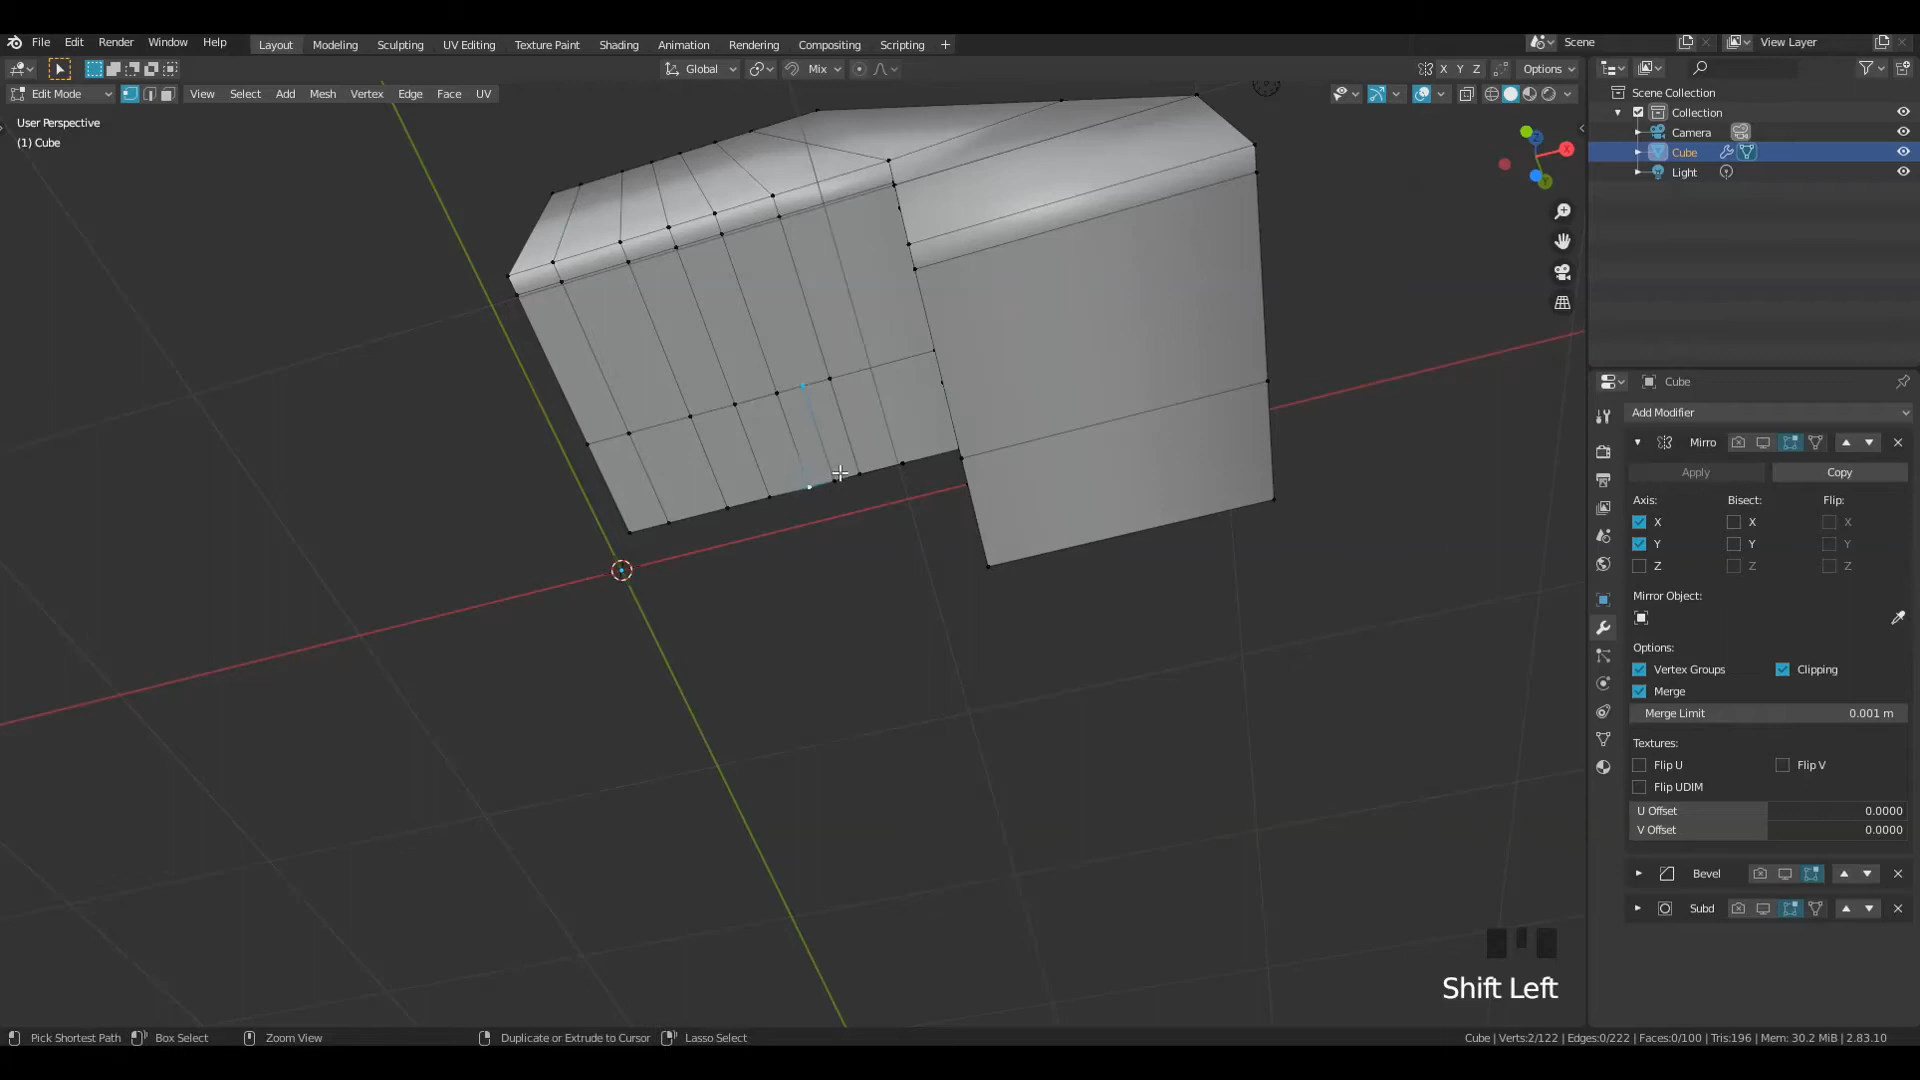 File Edit Render Window Help Layout Modeling Sculpting UV Editing Texture Paint Shading Animation Rendering Compositing Scripting + Scene View Layer
Global Mix X Y Z Options
Edit Mode View Select Add Mesh Vertex Edge Face UV
User Perspective
(1) Cube
Scene Collection
Collection
Camera
Cube
Light
X
Y
Z
Cube
Add Modifier
Mirro
Apply Copy
Axis: Bisect: Flip:
X X X
Y Y Y
Z Z Z
Mirror Object:
Options:
Vertex Groups Clipping
Merge
Merge Limit 0.001 m
Textures:
Flip U Flip V
Flip UDIM
U Offset 0.0000
V Offset 0.0000
Bevel
Subd
Shift Left
Pick Shortest Path Box Select Zoom View Duplicate or Extrude to Cursor Lasso Select Cube | Verts:2/122 | Edges:0/222 | Faces:0/100 | Tris:196 | Mem: 30.2 MiB | 2.83.10